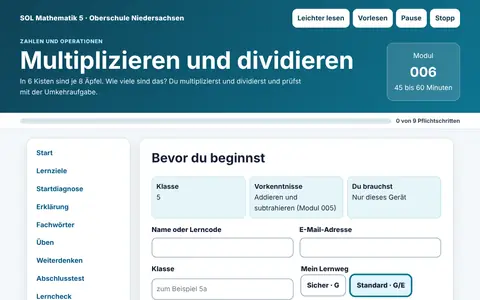 SOL Mathematik 5 · Oberschule Niedersachsen
Leichter lesen
Vorlesen
Pause
Stopp
ZAHLEN UND OPERATIONEN
Multiplizieren und dividieren
In 6 Kisten sind je 8 Äpfel. Wie viele sind das? Du multiplizierst und dividierst und prüfst
mit der Umkehraufgabe.
Modul
006
45 bis 60 Minuten
0 von 9 Pflichtschritten
Start
Lernziele
Startdiagnose
Erklärung
Fachwörter
Üben
Weiterdenken
Abschlusstest
Lerncheck
Bevor du beginnst
Klasse
5
Vorkenntnisse
Addieren und
subtrahieren (Modul 005)
Du brauchst
Nur dieses Gerät
Name oder Lerncode
E-Mail-Adresse
Klasse
zum Beispiel 5a
Mein Lernweg
Sicher · G
Standard · G/E